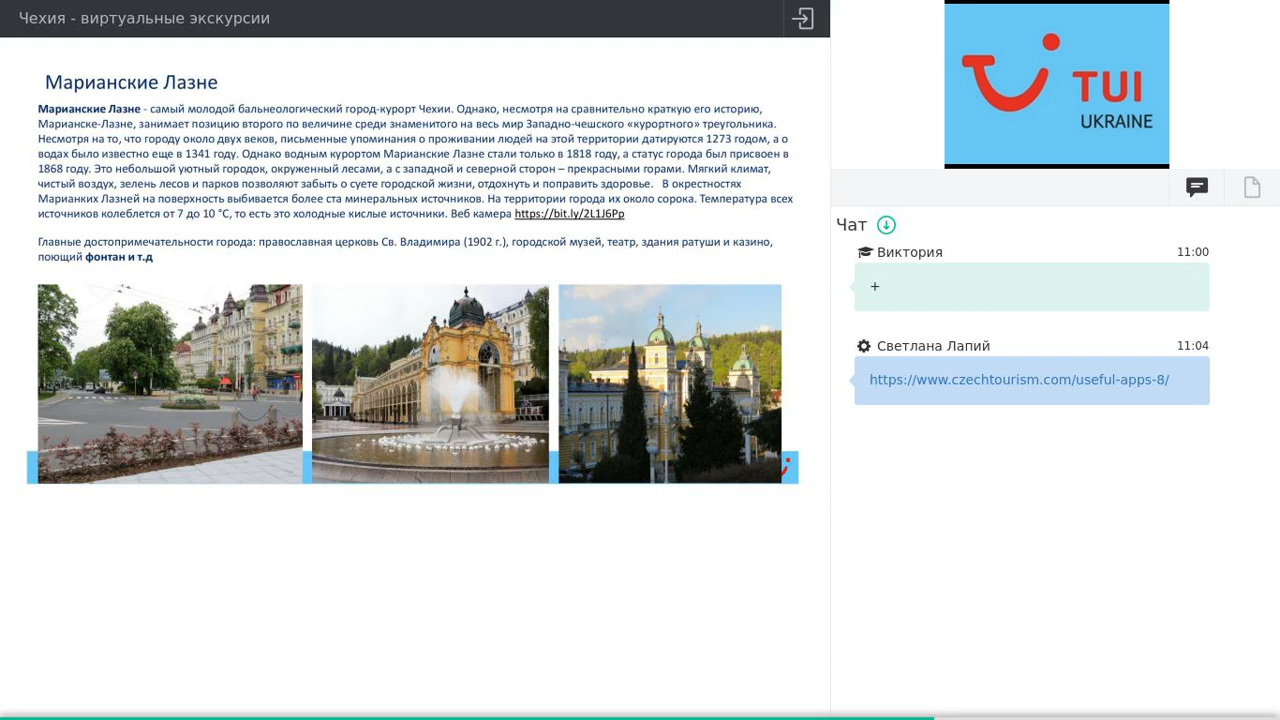 Чехия - виртуальные экскурсии
Марианские Лазне
Марианские Лазне - самый молодой бальнеологический город-курорт Чехии. Однако, несмотря на сравнительно краткую его историю,
Марианске-Лазне, занимает позицию второго по величине среди знаменитого на весь мир Западно-чешского «курортного» треугольника.
Несмотря на то, что городу около двух веков, письменные упоминания о проживании людей на этой территории датируются 1273 годом, а о
водах было известно еще в 1341 году. Однако водным курортом Марианские Лазне стали только в 1818 году, а статус города был присвоен в
1868 году. Это небольшой уютный городок, окруженный лесами, а с западной и северной сторон – прекрасными горами. Мягкий климат,
чистый воздух, зелень лесов и парков позволяют забыть о суете городской жизни, отдохнуть и поправить здоровье. В окрестностях
Марианких Лазней на поверхность выбивается более ста минеральных источников. На территории города их около сорока. Температура всех
источников колеблется от 7 до 10 °C, то есть это холодные кислые источники. Веб камера https://bit.ly/2L1J6Pp
Главные достопримечательности города: православная церковь Св. Владимира (1902 г.), городской музей, театр, здания ратуши и казино,
поющий фонтан и т.д
TUI
UKRAINE
Чат
Виктория 11:00
+
Светлана Лапий 11:04
https://www.czechtourism.com/useful-apps-8/